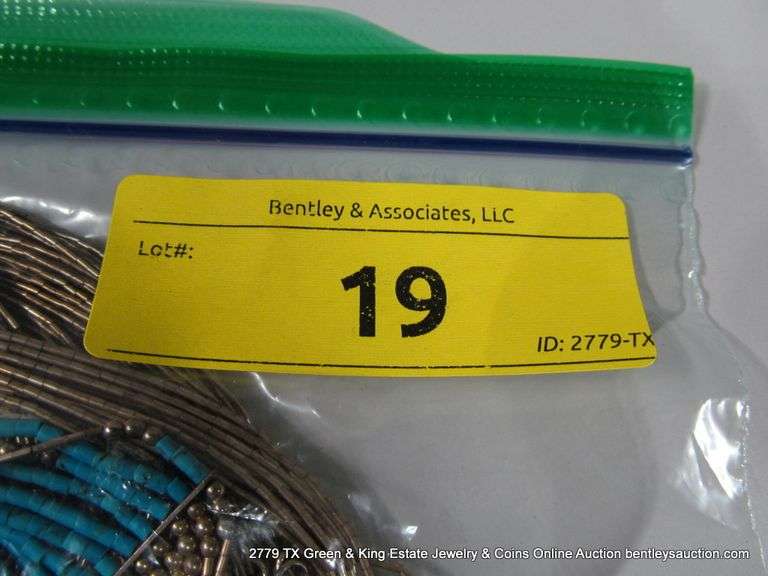 Bentley & Associates, LLC
Lot#:
19
ID: 2779-TX
2779 TX Green & King Estate Jewelry & Coins Online Auction bentleysauction.com